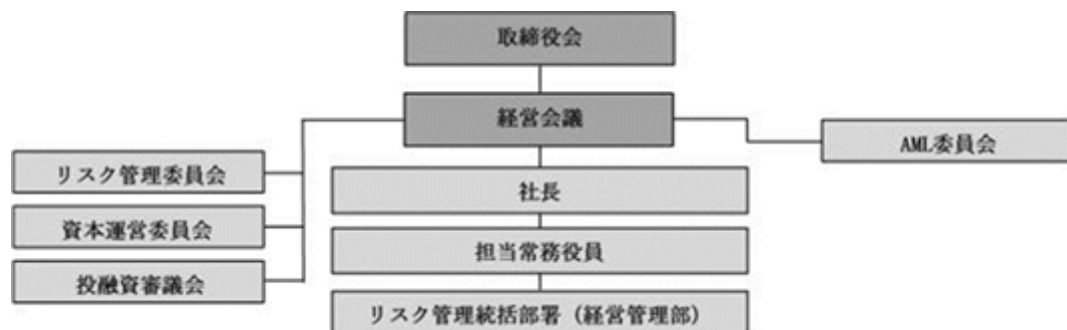 取締役会
経営会議
AML委員会
リスク管理委員会
社長
資本運営委員会
担当常務役員
投融資審議会
リスク管理統括部署（経営管理部）